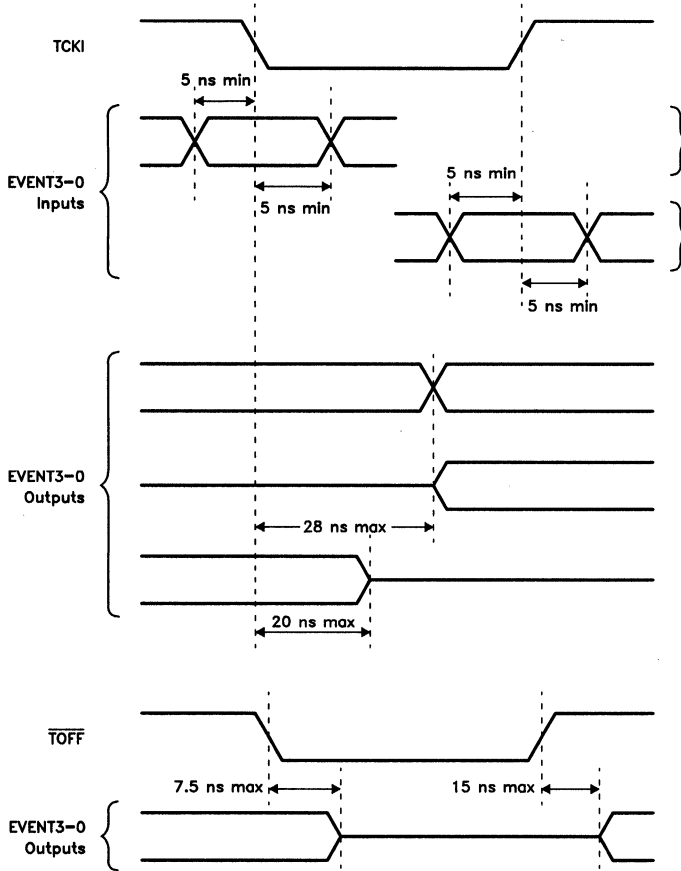 TCKI
5 ns min
EVENT3-0
Inputs
5 ns min
5 ns min
5 ns min
EVENT3-0
Outputs
28 ns max
20 ns max
TOFF
7.5 ns max
15 ns max
EVENT3-0
Outputs